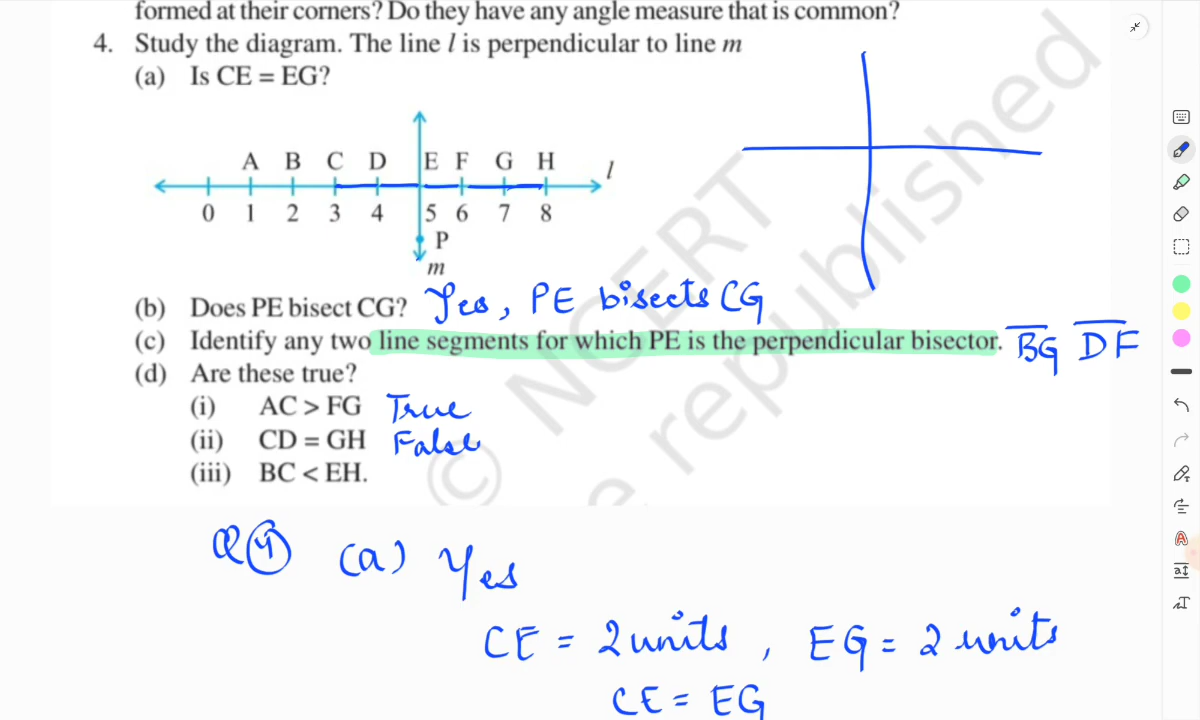 formed at their corners? Do they have any angle measure that is common?
4. Study the diagram. The line l is perpendicular to line m
(a) Is CE = EG?
A B C D E F G H l
0 1 2 3 4 5 6 7 8
P
m
(b) Does PE bisect CG? Yes, PE bisects CG
(c) Identify any two line segments for which PE is the perpendicular bisector. BG DF
(d) Are these true?
(i) AC > FG True
(ii) CD = GH False
(iii) BC < EH.
© NCERT
e republished
Q4 (a) Yes
CE = 2 units, EG = 2 units
CE = EG